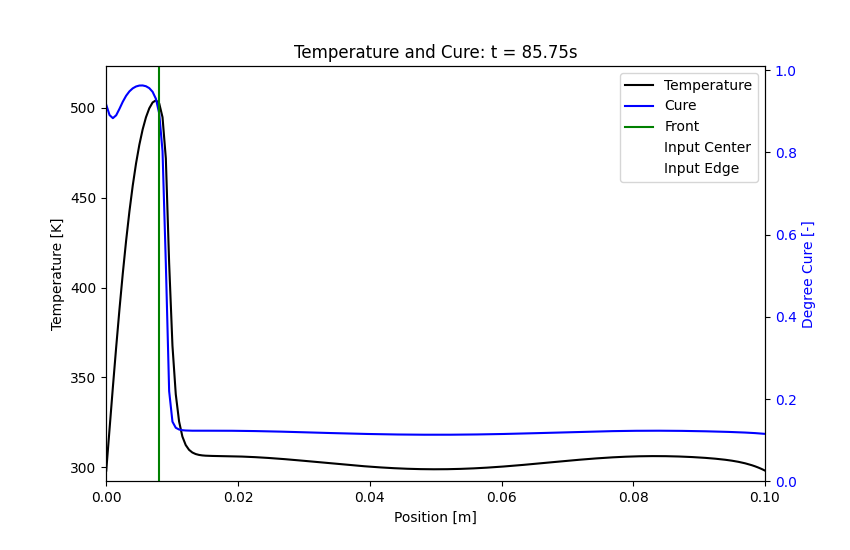 Temperature and Cure: t = 85.75s
Temperature
Cure
Front
Input Center
Input Edge
500
450
400
350
300
Temperature [K]
1.0
0.8
0.6
0.4
0.2
0.0
Degree Cure [-]
0.00 0.02 0.04 0.06 0.08 0.10
Position [m]